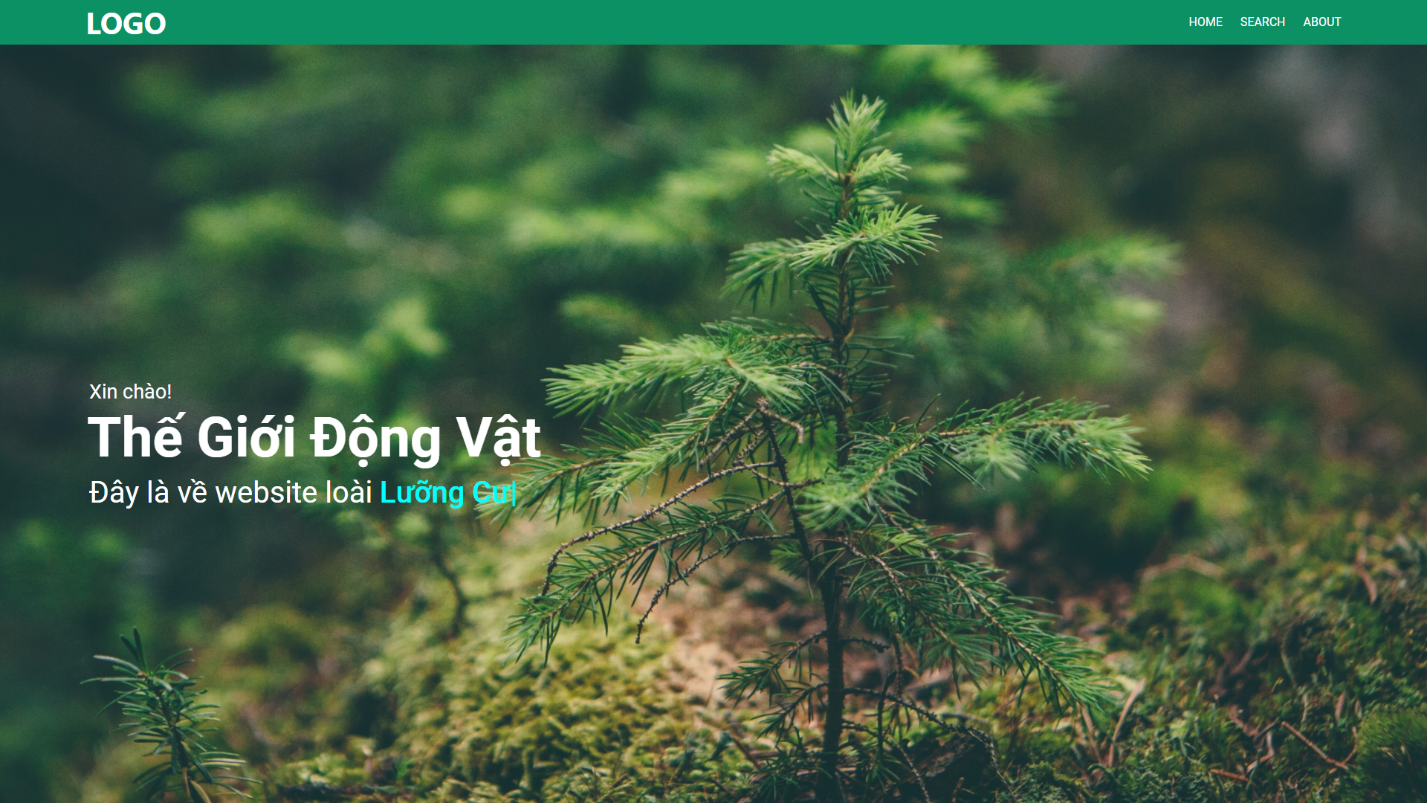 LOGO
HOME SEARCH ABOUT
Xin chào!
Thế Giới Động Vật
Đây là về website loài Lưỡng Cư|